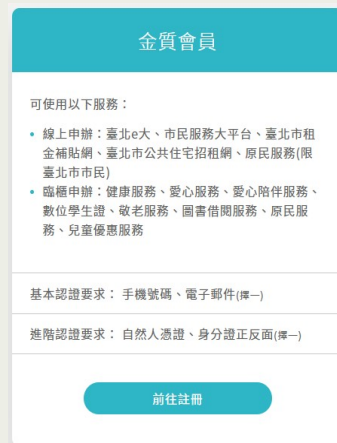 金質會員
可使用以下服務：
• 線上申辦：臺北e大、市民服務大平台、臺北市租
金補貼網、臺北市公共住宅招租網、原民服務(限
臺北市市民)
• 臨櫃申辦：健康服務、愛心服務、愛心陪伴服務、
數位學生證、敬老服務、圖書借閱服務、原民服
務、兒童優惠服務
基本認證要求： 手機號碼、電子郵件(擇一)
進階認證要求： 自然人憑證、身分證正反面(擇一)
前往註冊